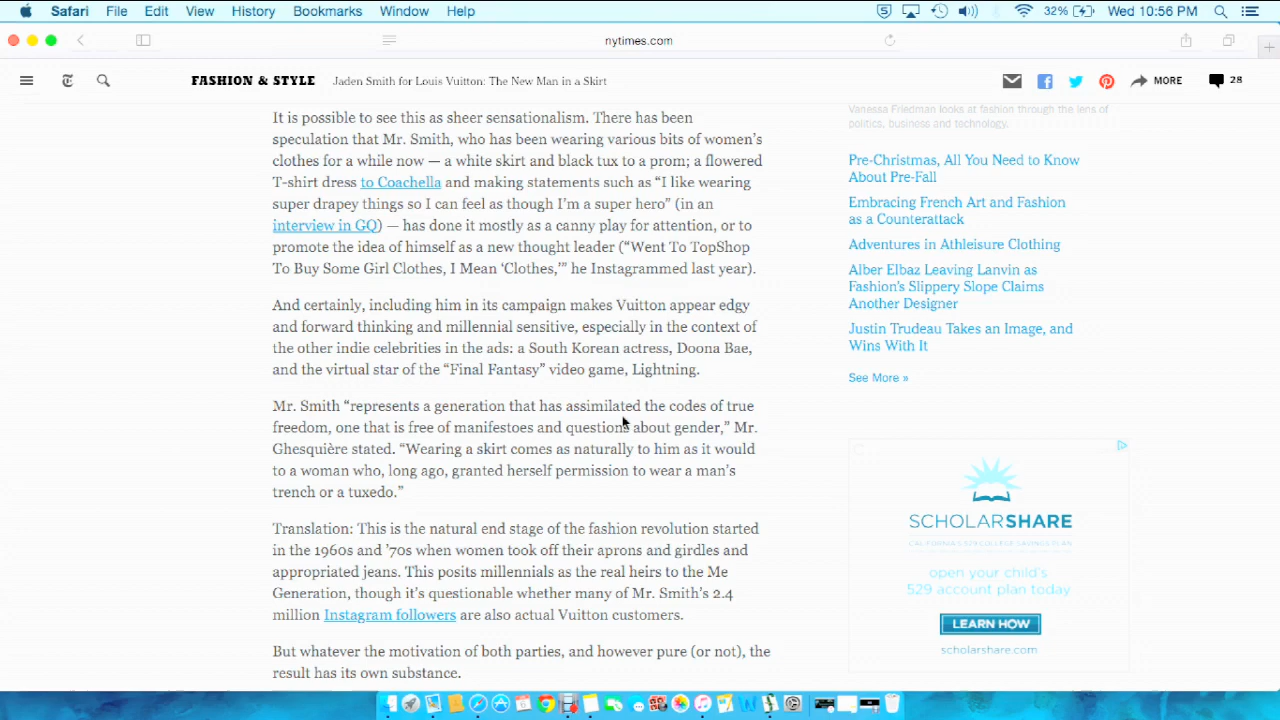 Safari File Edit View History Bookmarks Window Help
32% Wed 10:56 PM
nytimes.com
FASHION & STYLE Jaden Smith for Louis Vuitton: The New Man in a Skirt
MORE 28
It is possible to see this as sheer sensationalism. There has been
speculation that Mr. Smith, who has been wearing various bits of women’s
clothes for a while now — a white skirt and black tux to a prom; a flowered
T-shirt dress to Coachella and making statements such as “I like wearing
super drapey things so I can feel as though I’m a super hero” (in an
interview in GQ) — has done it mostly as a canny play for attention, or to
promote the idea of himself as a new thought leader (“Went To TopShop
To Buy Some Girl Clothes, I Mean ‘Clothes,’” he Instagrammed last year).
And certainly, including him in its campaign makes Vuitton appear edgy
and forward thinking and millennial sensitive, especially in the context of
the other indie celebrities in the ads: a South Korean actress, Doona Bae,
and the virtual star of the “Final Fantasy” video game, Lightning.
Mr. Smith “represents a generation that has assimilated the codes of true
freedom, one that is free of manifestoes and questions about gender,” Mr.
Ghesquière stated. “Wearing a skirt comes as naturally to him as it would
to a woman who, long ago, granted herself permission to wear a man’s
trench or a tuxedo.”
Translation: This is the natural end stage of the fashion revolution started
in the 1960s and ’70s when women took off their aprons and girdles and
appropriated jeans. This posits millennials as the real heirs to the Me
Generation, though it’s questionable whether many of Mr. Smith’s 2.4
million Instagram followers are also actual Vuitton customers.
But whatever the motivation of both parties, and however pure (or not), the
result has its own substance.
Vanessa Friedman looks at fashion through the lens of
politics, business and technology.
Pre-Christmas, All You Need to Know
About Pre-Fall
Embracing French Art and Fashion
as a Counterattack
Adventures in Athleisure Clothing
Alber Elbaz Leaving Lanvin as
Fashion’s Slippery Slope Claims
Another Designer
Justin Trudeau Takes an Image, and
Wins With It
See More »
SCHOLARSHARE
CALIFORNIA'S 529 COLLEGE SAVINGS PLAN
open your child's
529 account plan today
LEARN HOW
scholarshare.com